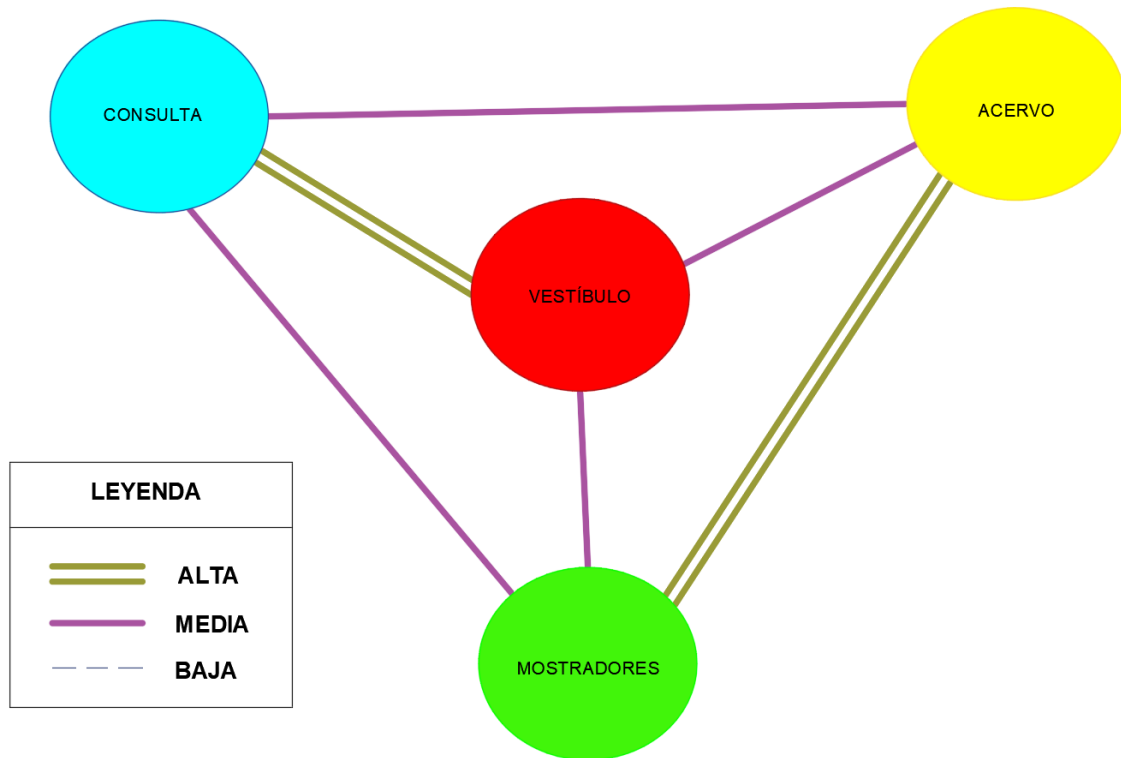 CONSULTA
ACERVO
VESTÍBULO
MOSTRADORES
LEYENDA
ALTA
MEDIA
BAJA